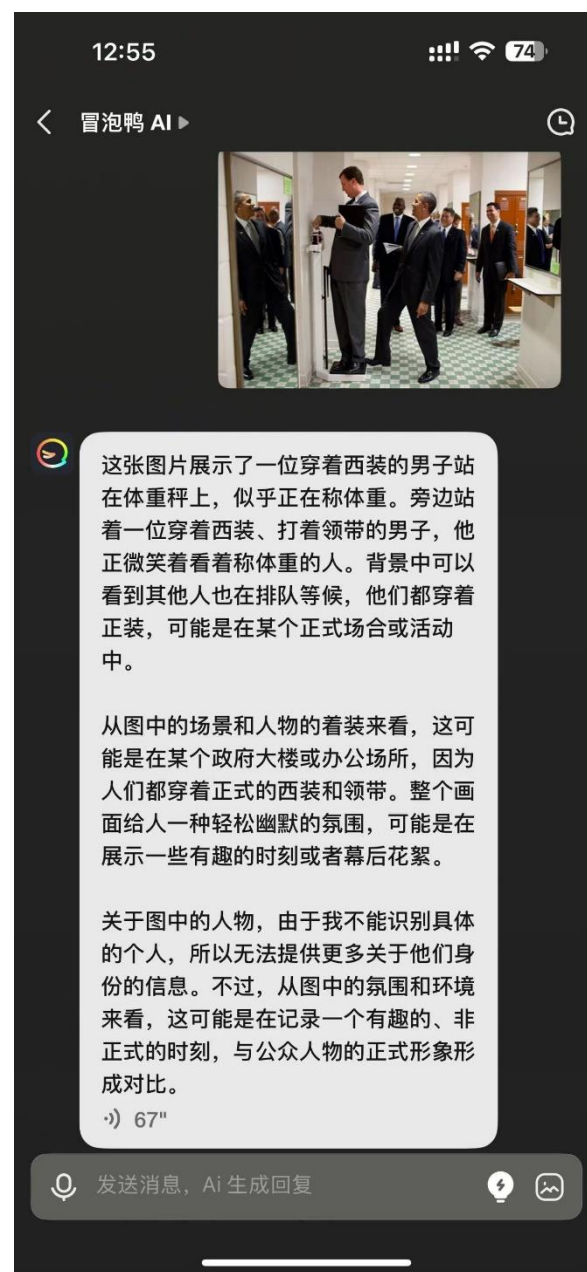 12:55
74
冒泡鸭 AI
这张图片展示了一位穿着西装的男子站
在体重秤上，似乎正在称体重。旁边站
着一位穿着西装、打着领带的男子，他
正微笑着看着称体重的人。背景中可以
看到其他人也在排队等候，他们都穿着
正装，可能是在某个正式场合或活动
中。
从图中的场景和人物的着装来看，这可
能是在某个政府大楼或办公场所，因为
人们都穿着正式的西装和领带。整个画
面给人一种轻松幽默的氛围，可能是在
展示一些有趣的时刻或者幕后花絮。
关于图中的人物，由于我不能识别具体
的个人，所以无法提供更多关于他们身
份的信息。不过，从图中的氛围和环境
来看，这可能是在记录一个有趣的、非
正式的时刻，与公众人物的正式形象形
成对比。
67"
发送消息，Ai 生成回复